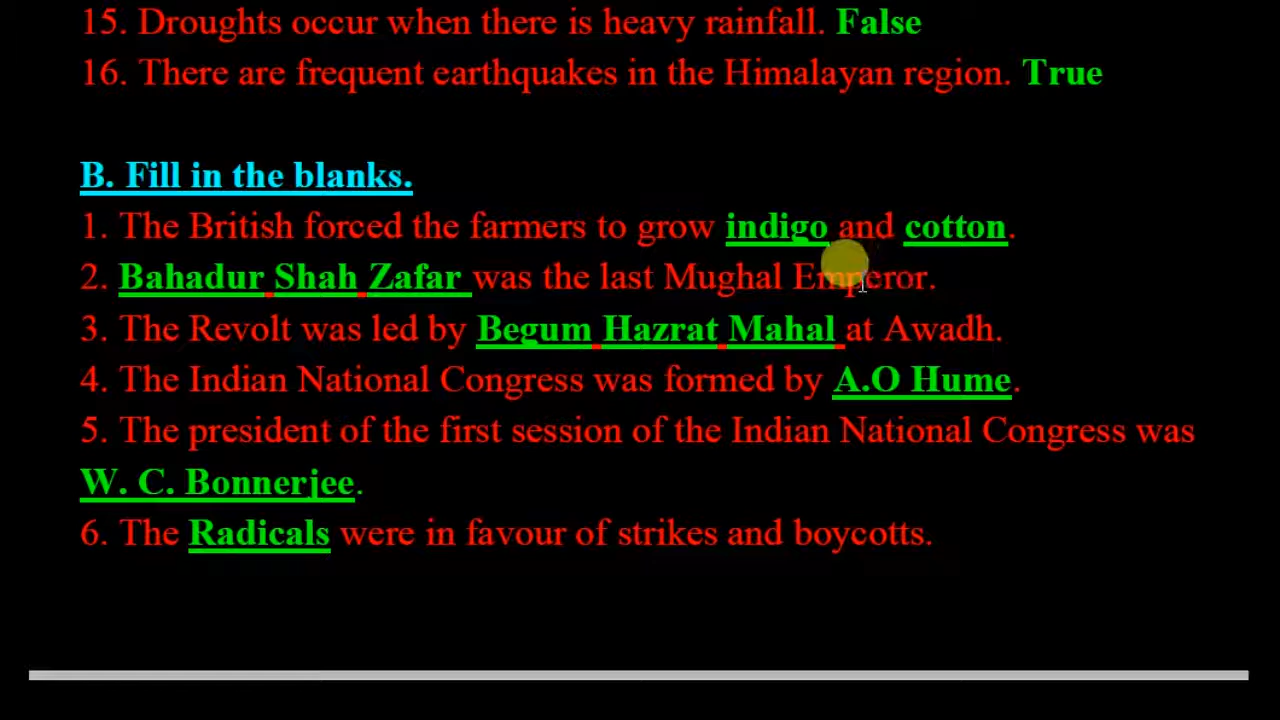 15. Droughts occur when there is heavy rainfall. False
16. There are frequent earthquakes in the Himalayan region. True
B. Fill in the blanks.
1. The British forced the farmers to grow indigo and cotton.
2. Bahadur Shah Zafar was the last Mughal Emperor.
3. The Revolt was led by Begum Hazrat Mahal at Awadh.
4. The Indian National Congress was formed by A.O Hume.
5. The president of the first session of the Indian National Congress was
W. C. Bonnerjee.
6. The Radicals were in favour of strikes and boycotts.